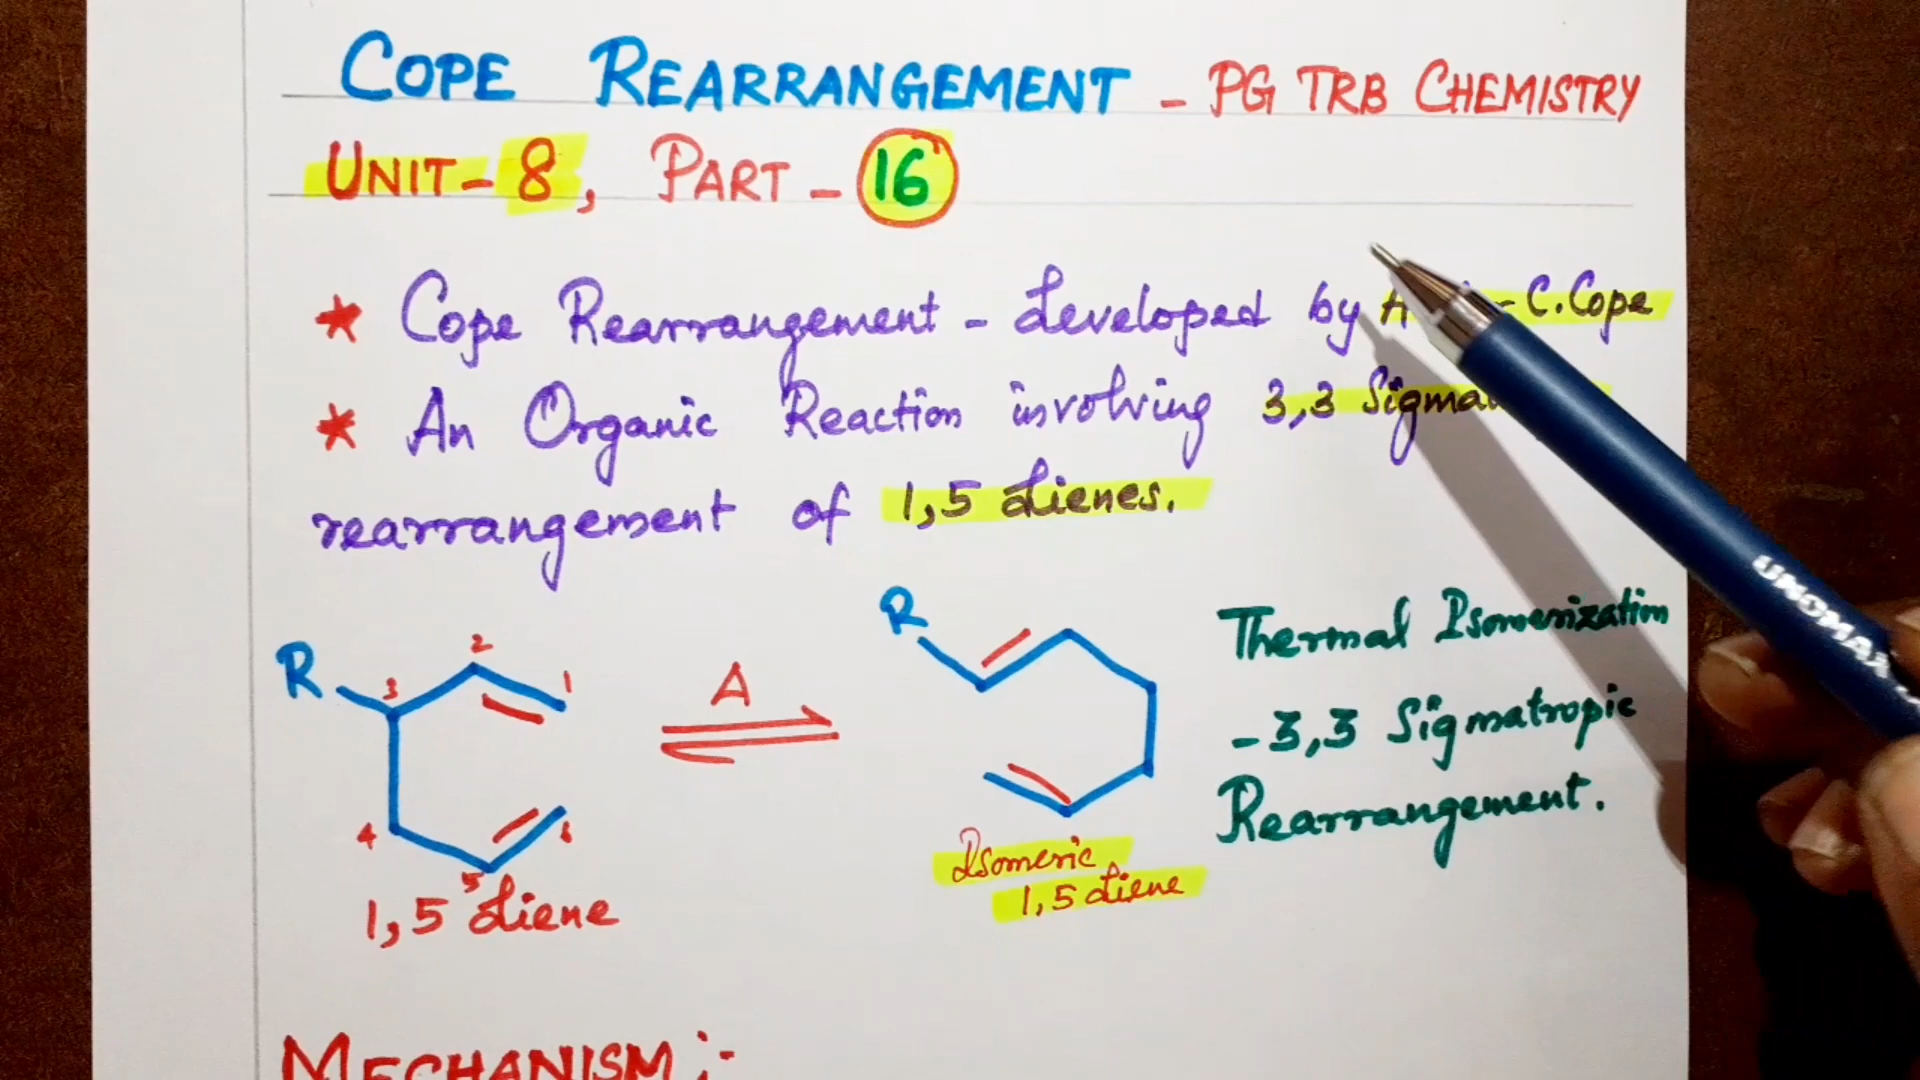 COPE REARRANGEMENT - PG TRB CHEMISTRY
UNIT-8, PART - 16
* Cope Rearrangement - developed by C.Cope
* An Organic Reaction involving 3,3
rearrangement of 1,5 dienes.
R 3 2 1
4 5 6
1,5 diene
Δ
R
Isomeric
1,5 diene
Thermal Isomerization
- 3,3 Sigmatropic
Rearrangement.
MECHANISM :-
UNOMAX